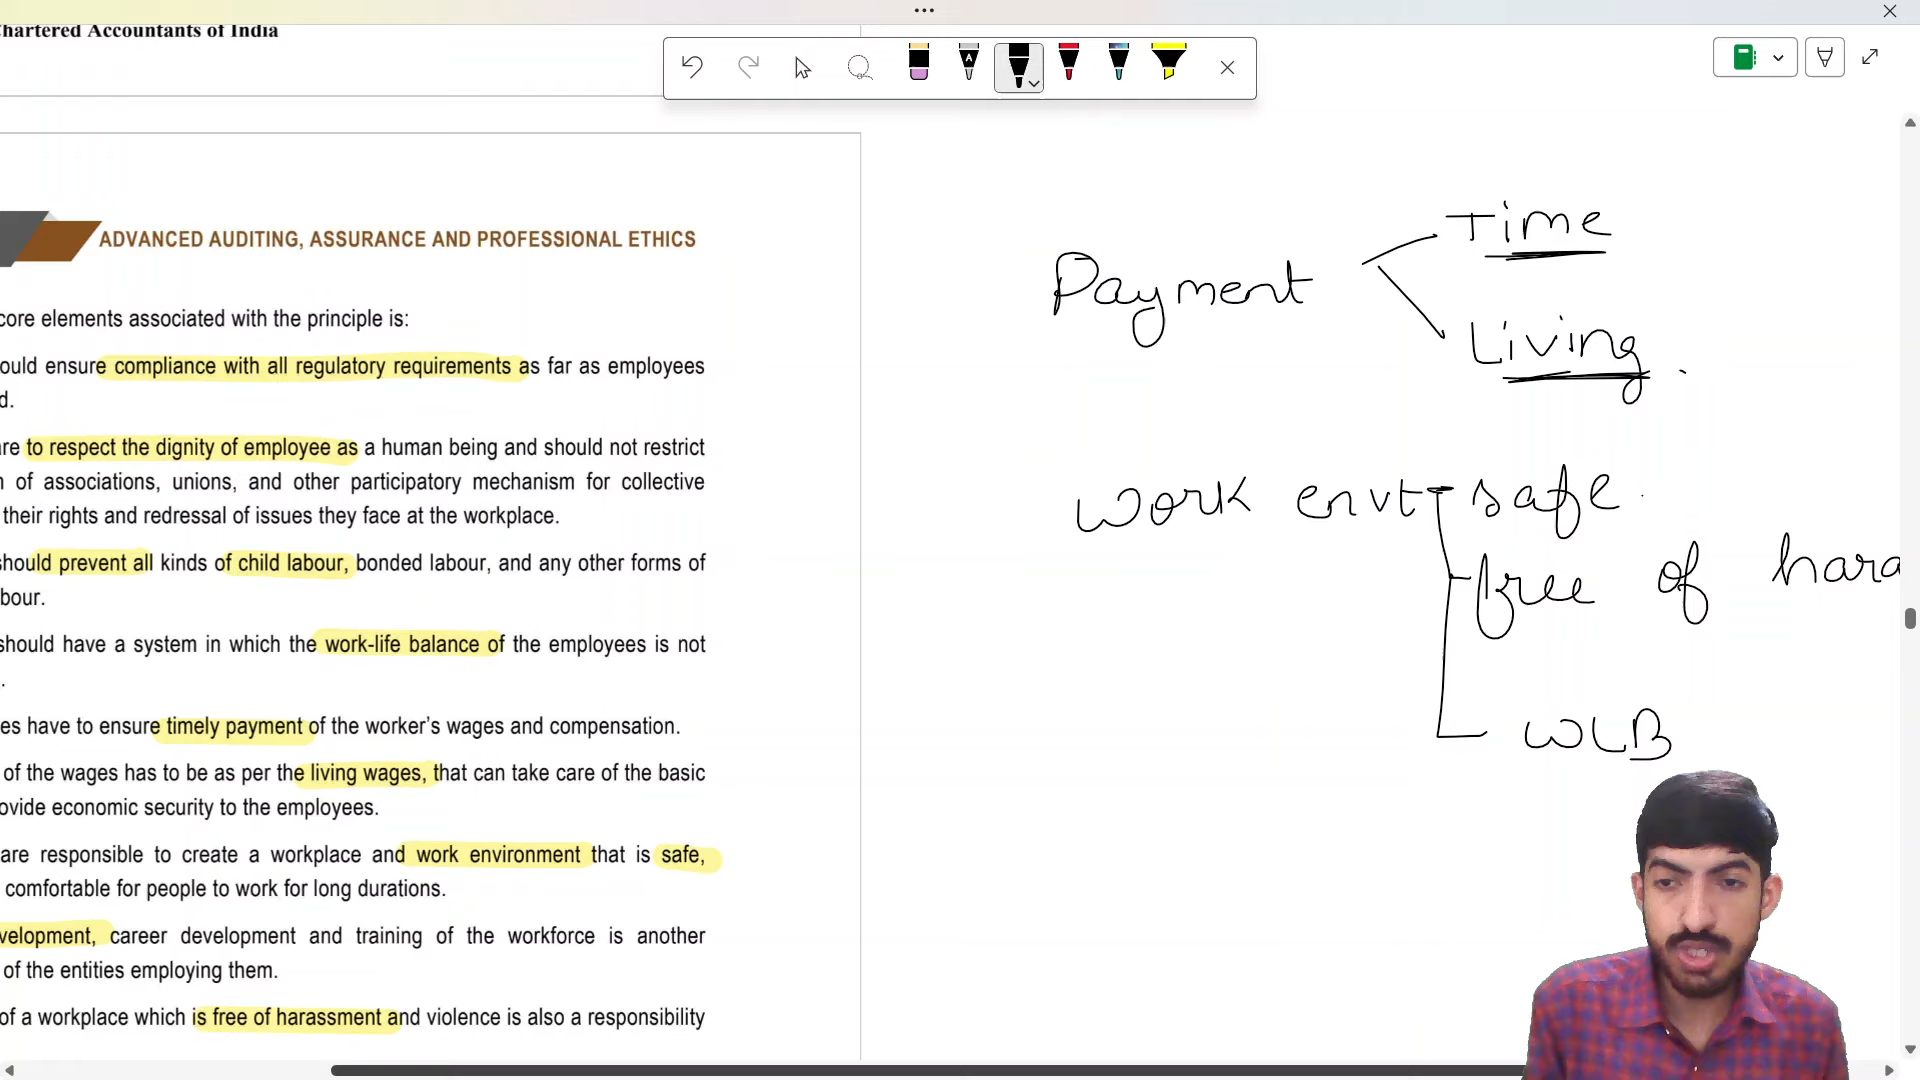 hartered Accountants of India
ADVANCED AUDITING, ASSURANCE AND PROFESSIONAL ETHICS
core elements associated with the principle is:
ould ensure compliance with all regulatory requirements as far as employees
d.
are to respect the dignity of employee as a human being and should not restrict
n of associations, unions, and other participatory mechanism for collective
their rights and redressal of issues they face at the workplace.
should prevent all kinds of child labour, bonded labour, and any other forms of
bour.
should have a system in which the work-life balance of the employees is not
.
es have to ensure timely payment of the worker's wages and compensation.
of the wages has to be as per the living wages, that can take care of the basic
ovide economic security to the employees.
are responsible to create a workplace and work environment that is safe,
comfortable for people to work for long durations.
velopment, career development and training of the workforce is another
of the entities employing them.
of a workplace which is free of harassment and violence is also a responsibility
Time
Payment
Living
work envt safe
free of hara
WLB